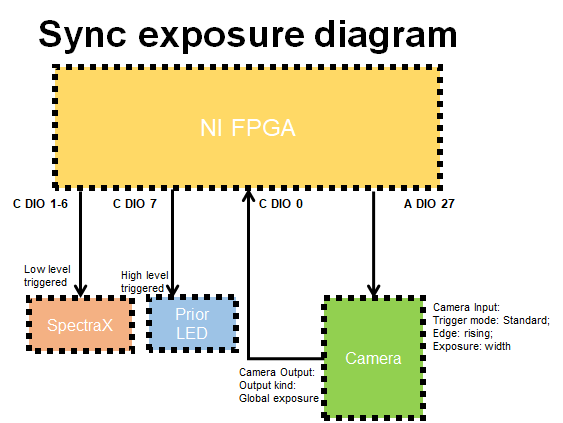 Sync exposure diagram
NI FPGA
C DIO 1-6
C DIO 7
C DIO 0
A DIO 27
Low level
triggered
High level
triggered
SpectraX
Prior
LED
Camera
Camera Input:
Trigger mode: Standard;
Edge: rising;
Exposure: width
Camera Output:
Output kind:
Global exposure